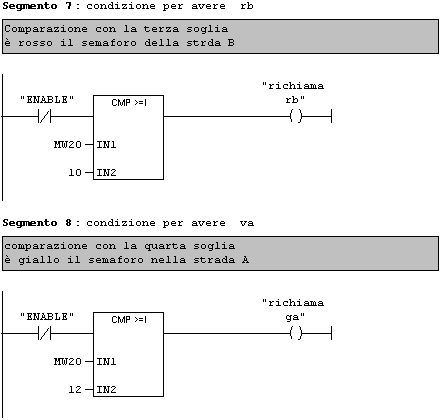 Segmento 7 : condizione per avere rb
Comparazione con la terza soglia
è rosso il semaforo della strda B
"richiama
rb"
"ENABLE"
CMP >=I
MW20 IN1
10 IN2
Segmento 8 : condizione per avere va
comparazione con la quarta soglia
è giallo il semaforo nella strada A
"richiama
ga"
"ENABLE"
CMP >=I
MW20 IN1
12 IN2